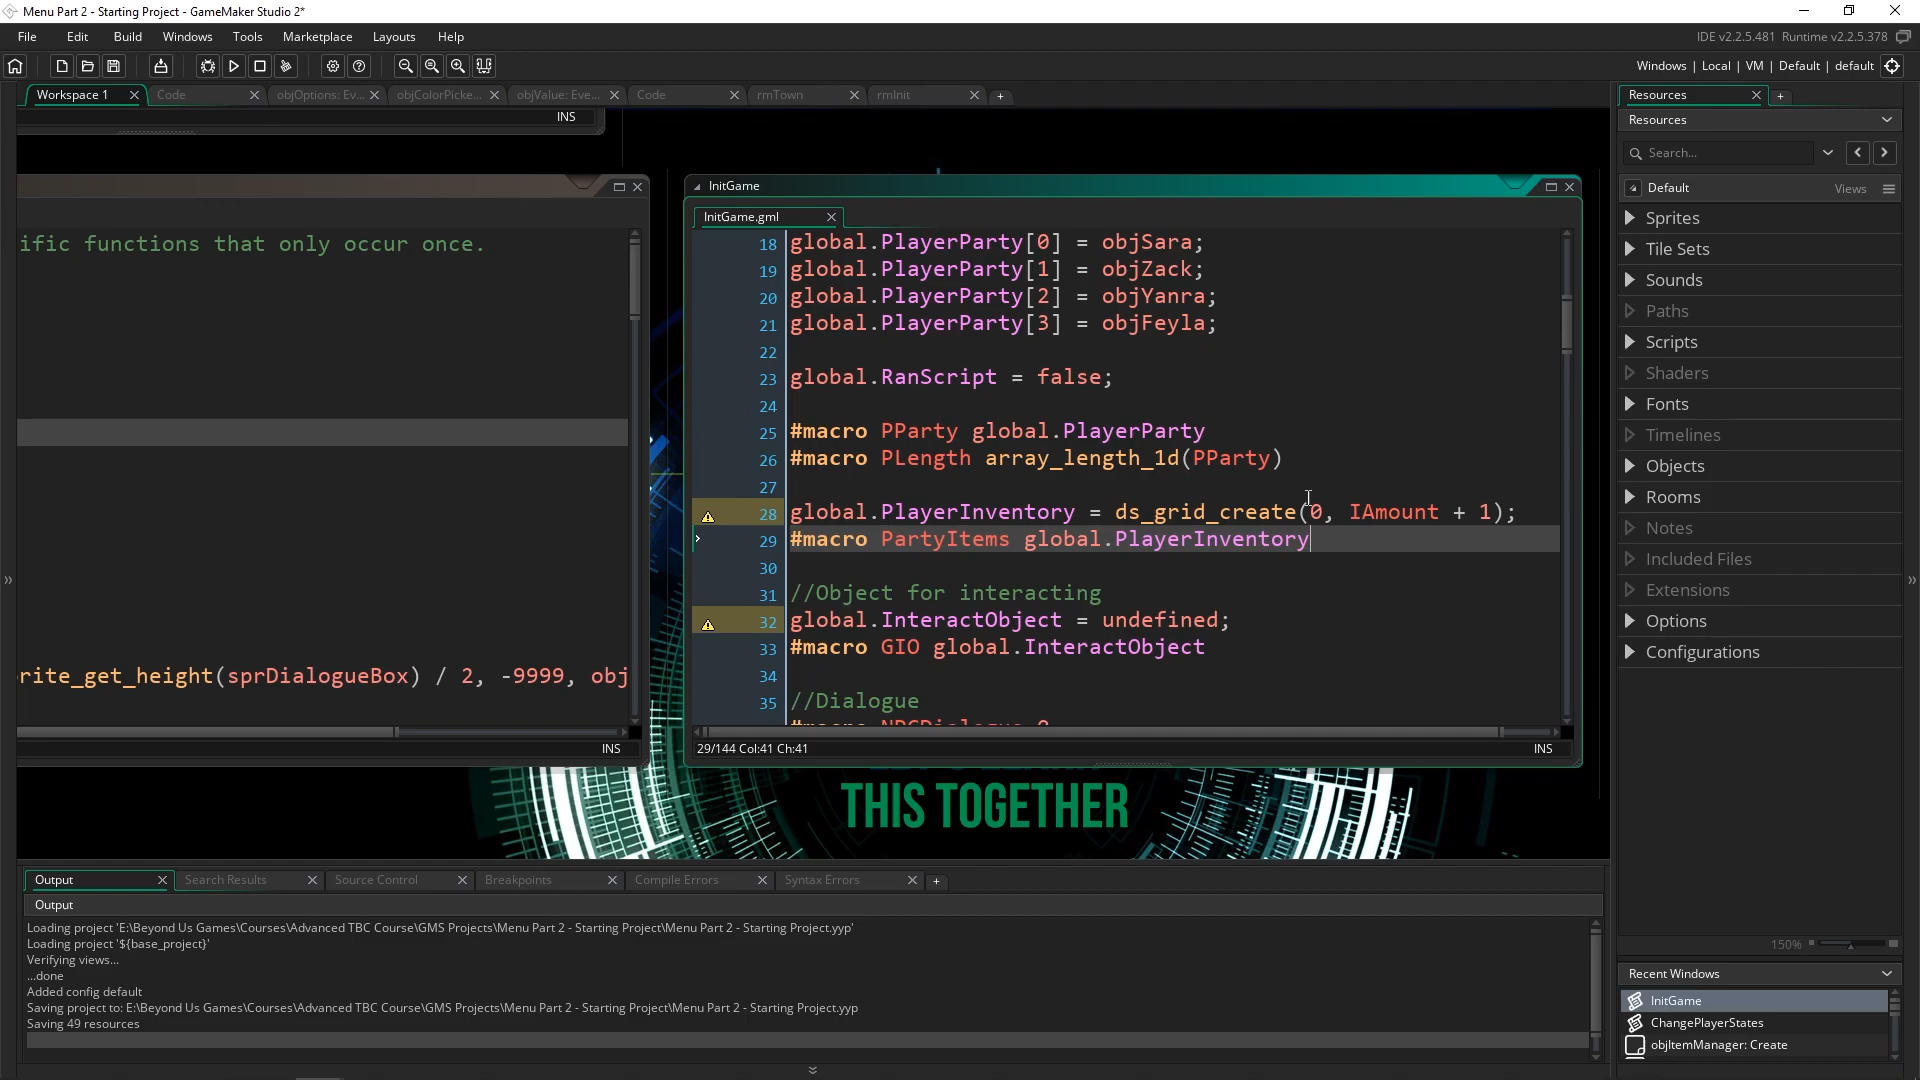 Menu Part 2 - Starting Project - GameMaker Studio 2*
File Edit Build Windows Tools Marketplace Layouts Help
IDE v2.2.5.481 Runtime v2.2.5.378
Windows | Local | VM | Default | default
Workspace 1 Code objOptions: Ev... objColorPicke... objValue: Eve... Code rmTown rmInit
INS
ific functions that only occur once.
rite_get_height(sprDialogueBox) / 2, -9999, obj
INS
InitGame
InitGame.gml
18 global.PlayerParty[0] = objSara;
19 global.PlayerParty[1] = objZack;
20 global.PlayerParty[2] = objYanra;
21 global.PlayerParty[3] = objFeyla;
22
23 global.RanScript = false;
24
25 #macro PParty global.PlayerParty
26 #macro PLength array_length_1d(PParty)
27
28 global.PlayerInventory = ds_grid_create(0, IAmount + 1);
29 #macro PartyItems global.PlayerInventory
30
31 //Object for interacting
32 global.InteractObject = undefined;
33 #macro GIO global.InteractObject
34
35 //Dialogue
29/144 Col:41 Ch:41
INS
THIS TOGETHER
Output Search Results Source Control Breakpoints Compile Errors Syntax Errors
Output
Loading project 'E:\Beyond Us Games\Courses\Advanced TBC Course\GMS Projects\Menu Part 2 - Starting Project\Menu Part 2 - Starting Project.yyp'
Loading project '${base_project}'
Verifying views...
...done
Added config default
Saving project to: E:\Beyond Us Games\Courses\Advanced TBC Course\GMS Projects\Menu Part 2 - Starting Project\Menu Part 2 - Starting Project.yyp
Saving 49 resources
Resources
Resources
Search...
Default Views
Sprites
Tile Sets
Sounds
Paths
Scripts
Shaders
Fonts
Timelines
Objects
Rooms
Notes
Included Files
Extensions
Options
Configurations
150%
Recent Windows
InitGame
ChangePlayerStates
objItemManager: Create